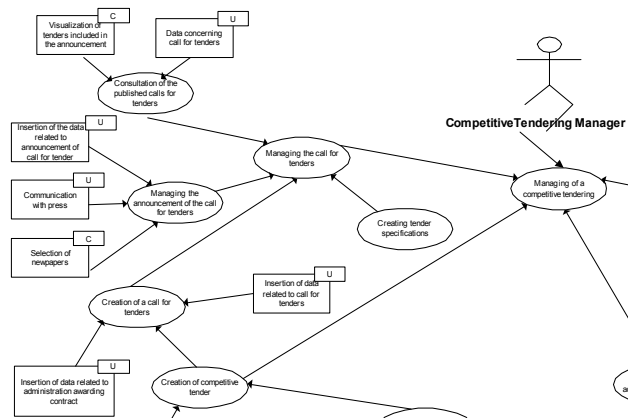 C
Visualization of
tenders included in
the announcement
U
Data concerning
call for tenders
Consultation of the
published calls for
tenders
CompetitiveTendering Manager
U
Insertion of the data
related to
announcement of
call for tender
Managing the call for
tenders
U
Communication
with press
Managing the
announcement of the call
for tenders
Managing of a
competitive tendering
Creating tender
specifications
C
Selection of
newpapers
U
Insertion of data
related to call for
tenders
Creation of a call for
tenders
U
Insertion of data related to
administration awarding
contract
Creation of competitive
tender